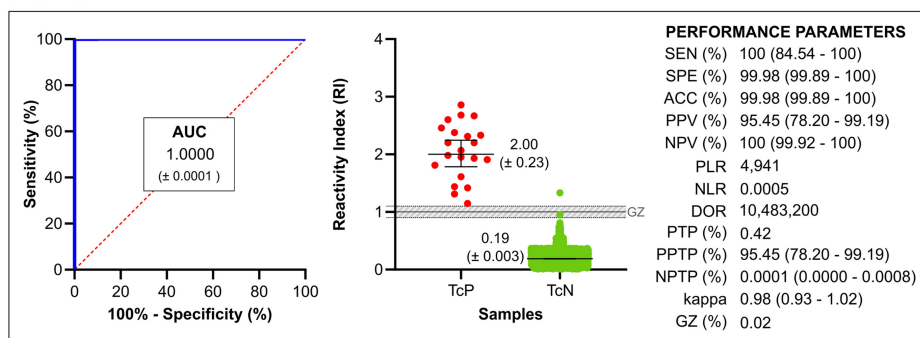 100
80
60
40
20
0
Sensitivity (%)
AUC
1.0000
(± 0.0001 )
0 20 40 60 80 100
100% - Specificity (%)
4
3
2
1
0
Reactivity Index (RI)
2.00
(± 0.23)
GZ
0.19
(± 0.003)
TcP TcN
Samples
PERFORMANCE PARAMETERS
SEN (%) 100 (84.54 - 100)
SPE (%) 99.98 (99.89 - 100)
ACC (%) 99.98 (99.89 - 100)
PPV (%) 95.45 (78.20 - 99.19)
NPV (%) 100 (99.92 - 100)
PLR 4,941
NLR 0.0005
DOR 10,483,200
PTP (%) 0.42
PPTP (%) 95.45 (78.20 - 99.19)
NPTP (%) 0.0001 (0.0000 - 0.0008)
kappa 0.98 (0.93 - 1.02)
GZ (%) 0.02